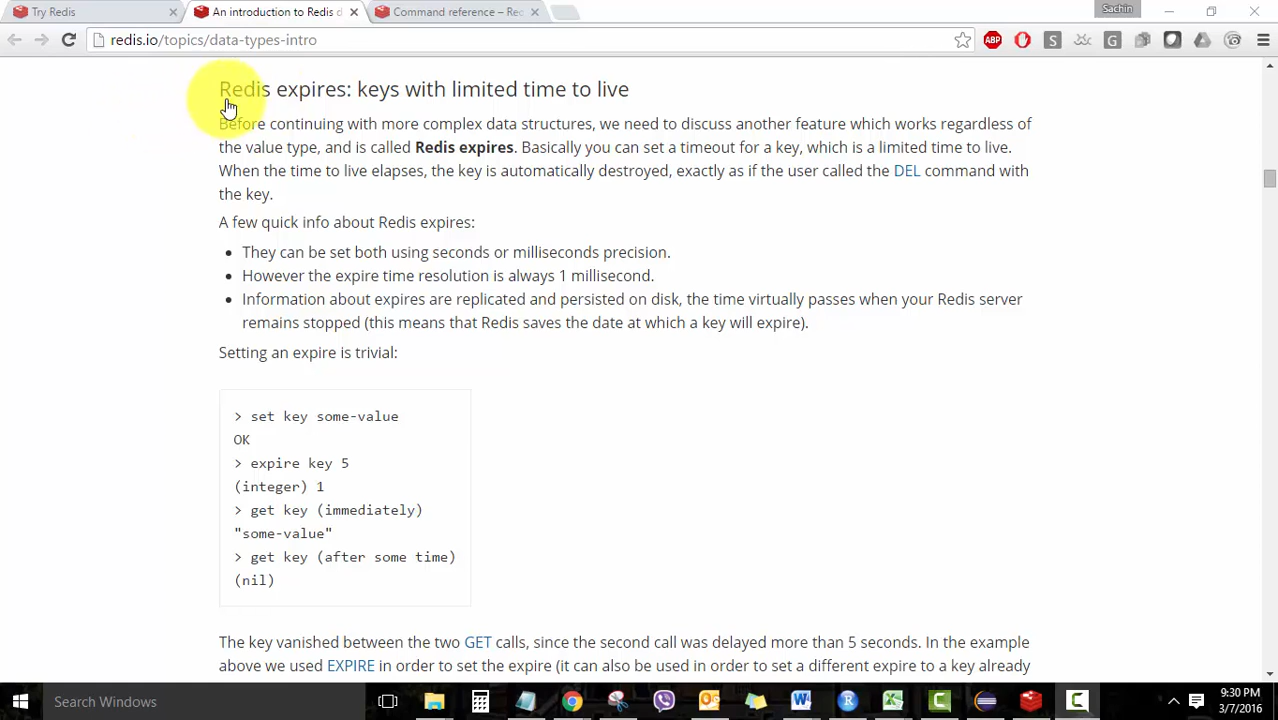 Try Redis
An introduction to Redis d
Command reference – Red
Sachin
redis.io/topics/data-types-intro
ABP
S
G
Redis expires: keys with limited time to live
Before continuing with more complex data structures, we need to discuss another feature which works regardless of
the value type, and is called Redis expires. Basically you can set a timeout for a key, which is a limited time to live.
When the time to live elapses, the key is automatically destroyed, exactly as if the user called the DEL command with
the key.
A few quick info about Redis expires:
They can be set both using seconds or milliseconds precision.
However the expire time resolution is always 1 millisecond.
Information about expires are replicated and persisted on disk, the time virtually passes when your Redis server
remains stopped (this means that Redis saves the date at which a key will expire).
Setting an expire is trivial:
> set key some-value
OK
> expire key 5
(integer) 1
> get key (immediately)
"some-value"
> get key (after some time)
(nil)
The key vanished between the two GET calls, since the second call was delayed more than 5 seconds. In the example
above we used EXPIRE in order to set the expire (it can also be used in order to set a different expire to a key already
Search Windows
9:30 PM
3/7/2016